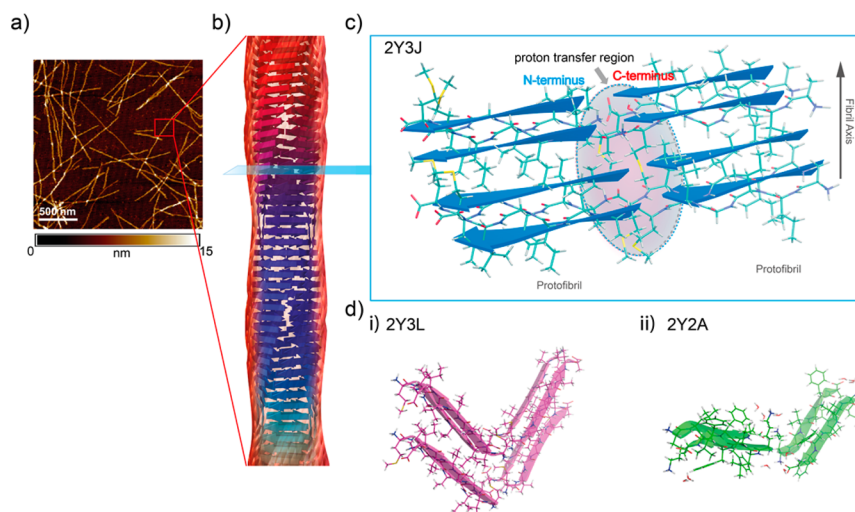 a)
b)
c)
2Y3J
proton transfer region
N-terminus
C-terminus
Fibril Axis
500 nm
0
nm
15
Protofibril
Protofibril
d)
i) 2Y3L
ii) 2Y2A